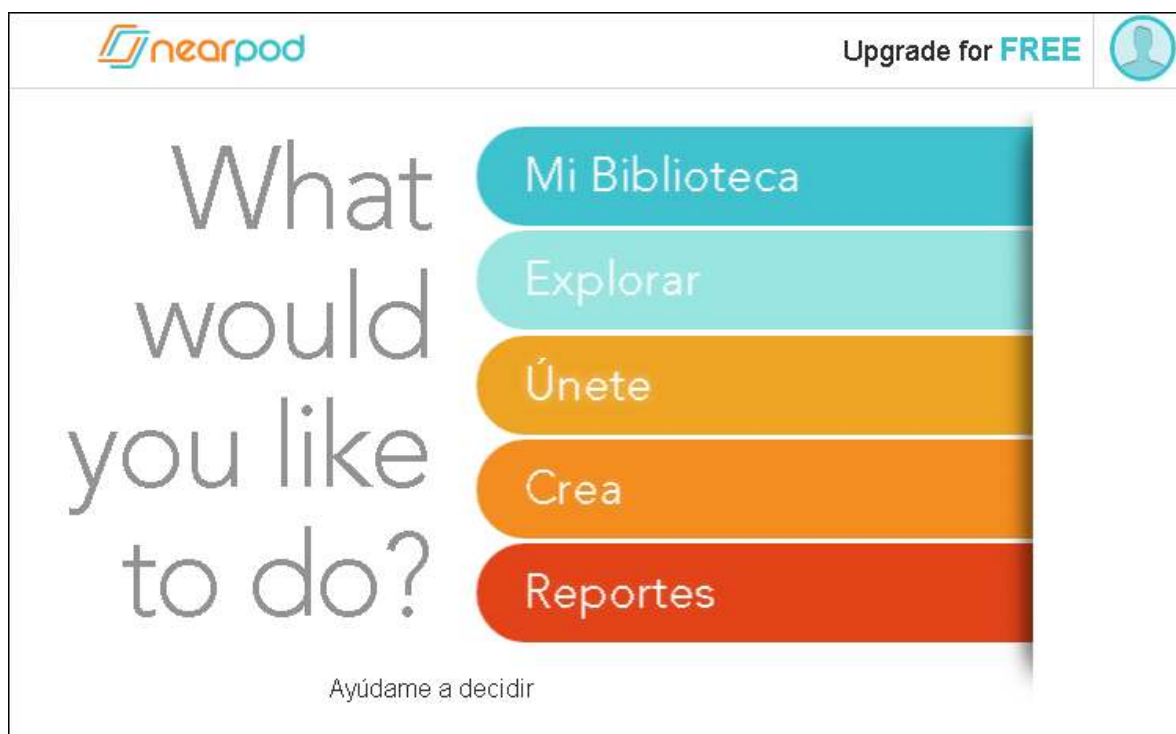 nearpod
Upgrade for FREE
What
would
you like
to do?
Mi Biblioteca
Explorar
Únete
Crea
Reportes
Ayúdame a decidir